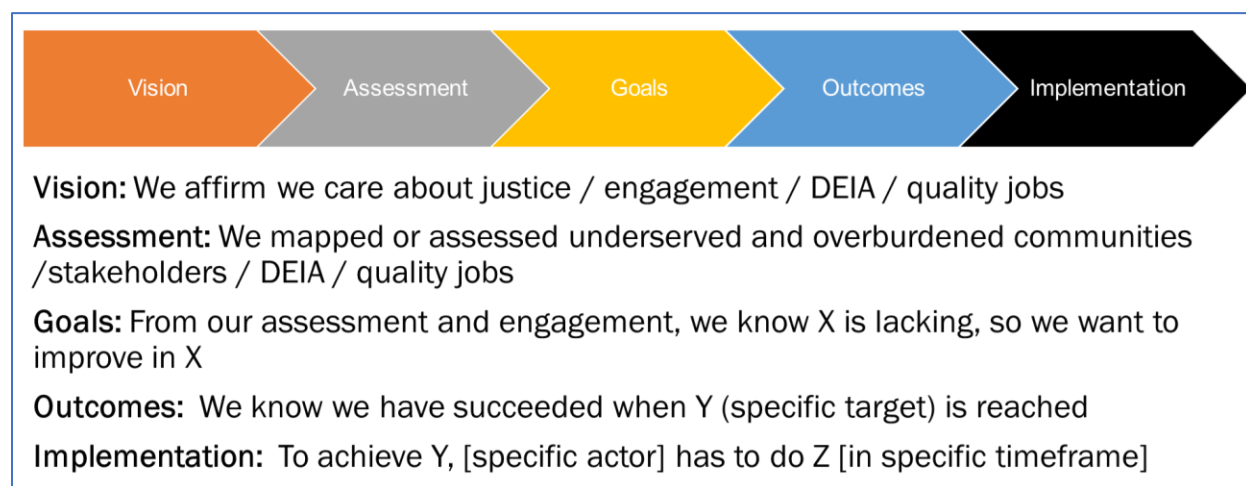 Vision
Assessment
Goals
Outcomes
Implementation
Vision: We affirm we care about justice / engagement / DEIA / quality jobs
Assessment: We mapped or assessed underserved and overburdened communities
/stakeholders / DEIA / quality jobs
Goals: From our assessment and engagement, we know X is lacking, so we want to
improve in X
Outcomes: We know we have succeeded when Y (specific target) is reached
Implementation: To achieve Y, [specific actor] has to do Z [in specific timeframe]